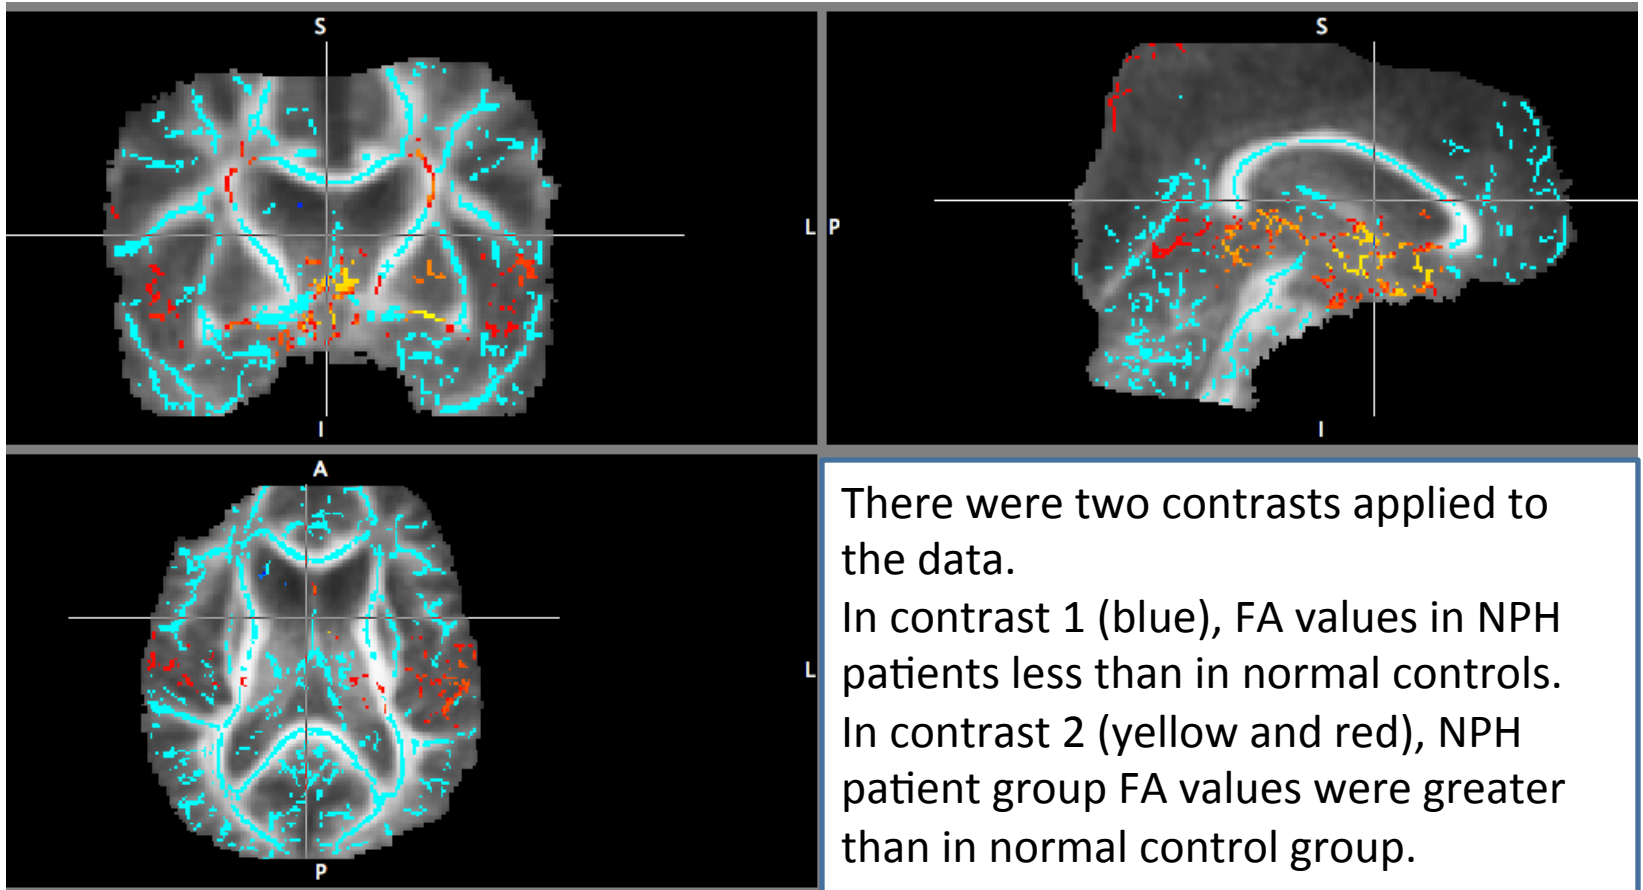 S
S
L
P
I
I
A
L
P
There were two contrasts applied to
the data.
In contrast 1 (blue), FA values in NPH
patients less than in normal controls.
In contrast 2 (yellow and red), NPH
patient group FA values were greater
than in normal control group.